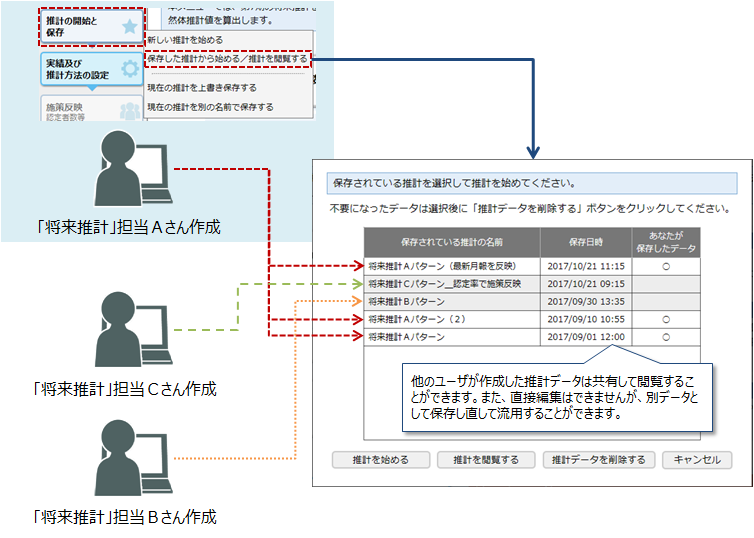 推計の開始と
保存
然体推計値を算出します。
新しい推計を始める
保存した推計から始める／推計を閲覧する
実績及び
推計方法の設定
現在の推計を上書き保存する
現在の推計を別の名前で保存する
施策反映
認定者数等
「将来推計」担当Ａさん作成
「将来推計」担当Ｃさん作成
「将来推計」担当Ｂさん作成
保存されている推計を選択して推計を始めてください。
不要になったデータは選択後に「推計データを削除する」ボタンをクリックしてください。
保存されている推計の名前 保存日時 あなたが
保存したデータ
将来推計Ａパターン（最新月報を反映） 2017/10/21 11:15 ○
将来推計Ｃパターン＿認定率で施策反映 2017/10/21 09:15
将来推計Ｂパターン 2017/09/30 13:35
将来推計Ａパターン（２） 2017/09/10 10:55 ○
将来推計Ａパターン 2017/09/01 12:00 ○
他のユーザが作成した推計データは共有して閲覧するこ
とができます。また、直接編集はできませんが、別データと
して保存し直して流用することができます。
推計を始める 推計を閲覧する 推計データを削除する キャンセル